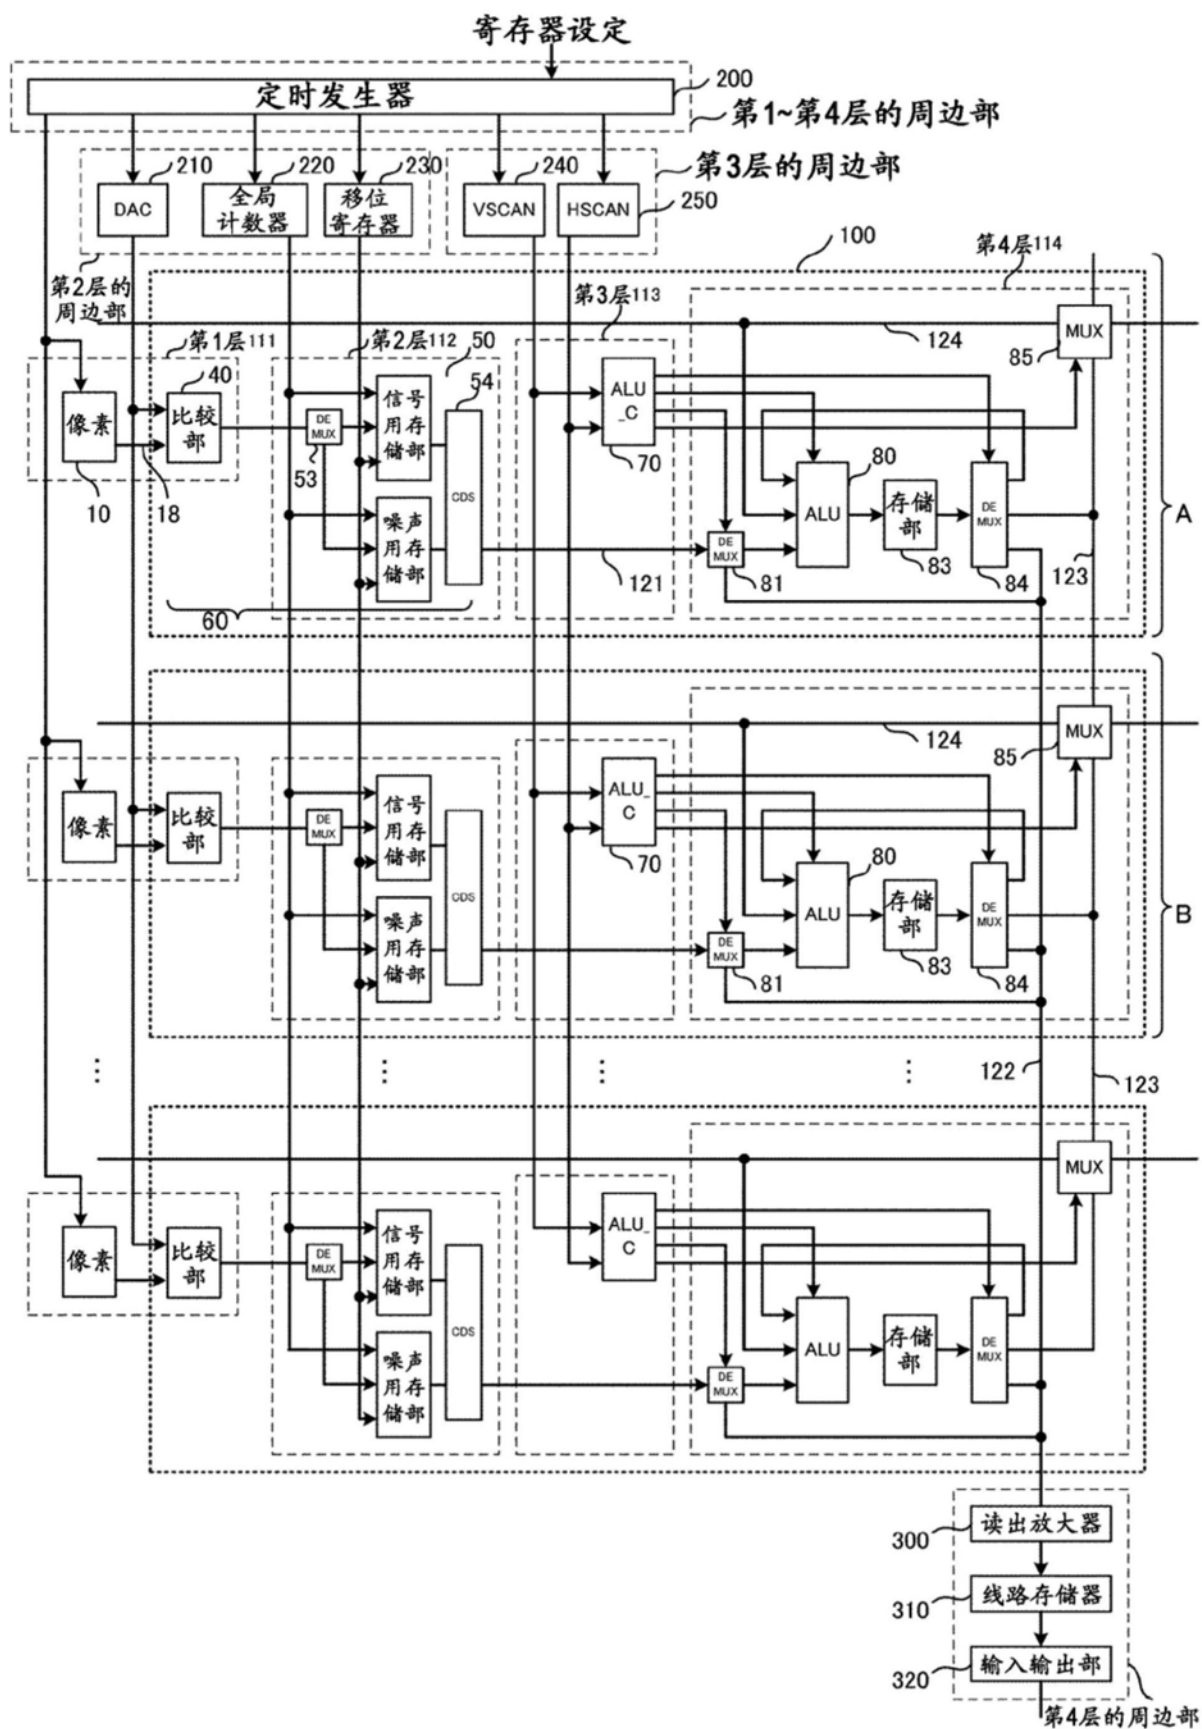 寄存器设定
定时发生器
200
第1~第4层的周边部
210
220
230
240
第3层的周边部
DAC
全局
计数器
移位
寄存器
VSCAN
HSCAN
250
第2层的
周边部
100
第4层114
第3层113
第1层111
第2层112
50
124
MUX
85
40
54
像素
比较
部
DE
MUX
53
信号
用存
储部
ALU
_C
70
80
10
18
CDS
噪声
用存
储部
121
DE
MUX
81
ALU
存储
部
83
DE
MUX
84
123
A
60
124
MUX
85
像素
比较
部
DE
MUX
信号
用存
储部
CDS
噪声
用存
储部
ALU_
C
70
80
DE
MUX
81
ALU
存储
部
83
DE
MUX
84
B
⋮
⋮
⋮
⋮
122
123
MUX
像素
比较
部
DE
MUX
信号
用存
储部
CDS
噪声
用存
储部
ALU_
C
DE
MUX
ALU
存储
部
DE
MUX
300
读出放大器
310
线路存储器
320
输入输出部
第4层的周边部